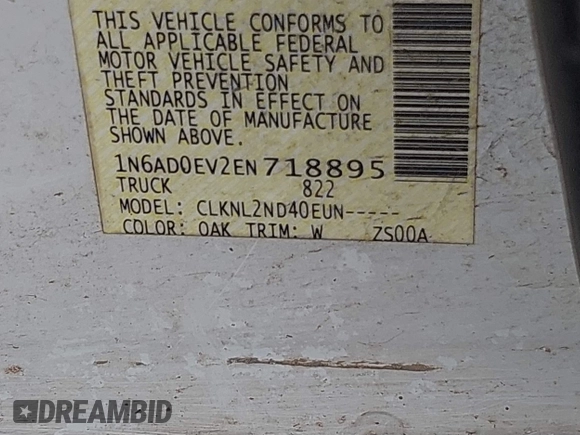 THIS VEHICLE CONFORMS TO
ALL APPLICABLE FEDERAL
MOTOR VEHICLE SAFETY AND
THEFT PREVENTION
STANDARDS IN EFFECT ON
THE DATE OF MANUFACTURE
SHOWN ABOVE.
1N6AD0EV2EN718895
TRUCK 822
MODEL: CLKNL2ND40EUN-----
COLOR: QAK TRIM: W ZS00A
DREAMBID